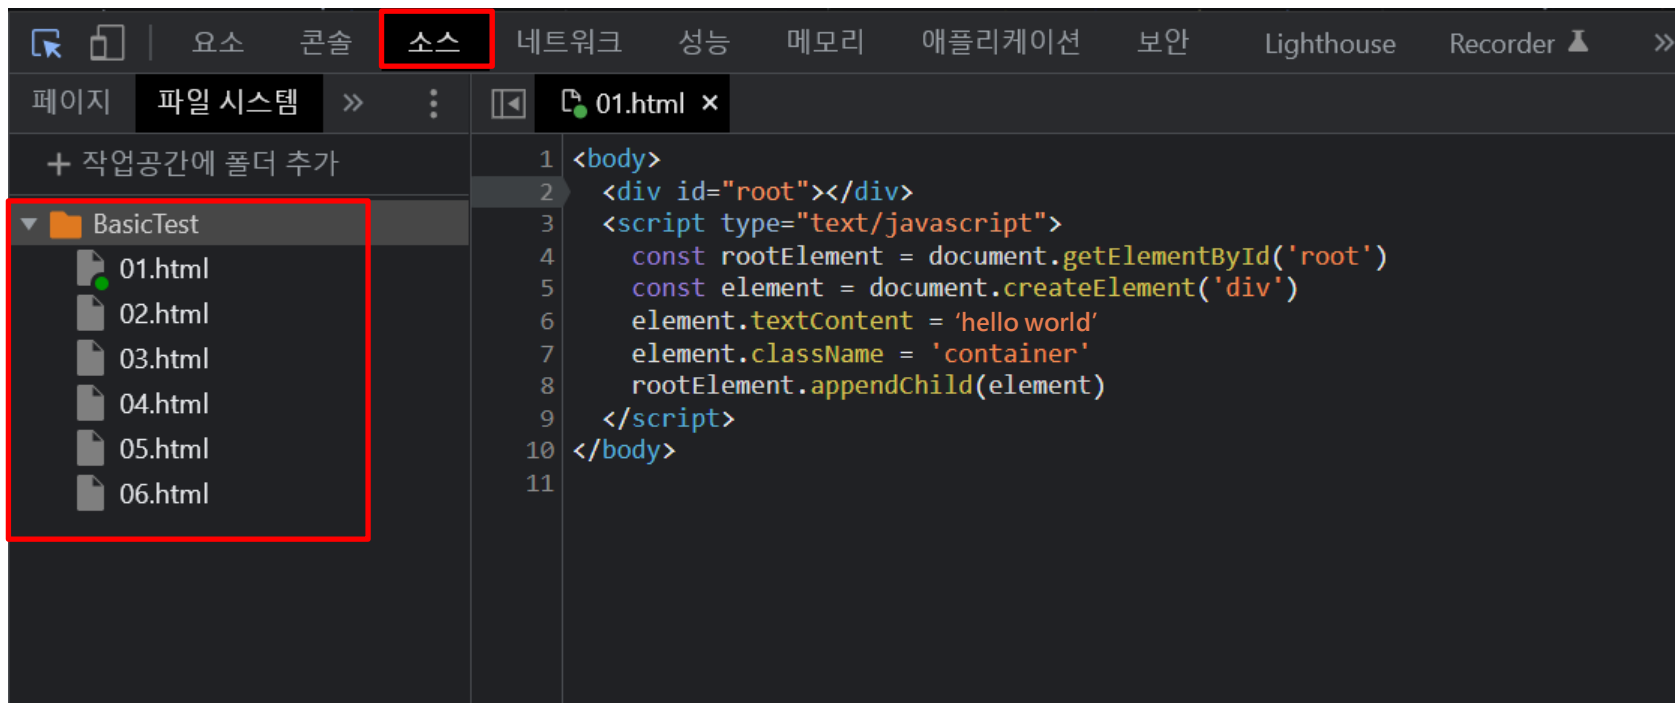 요소 콘솔 소스 네트워크 성능 메모리 애플리케이션 보안 Lighthouse Recorder
페이지 파일 시스템
01.html
+ 작업공간에 폴더 추가
BasicTest
01.html
02.html
03.html
04.html
05.html
06.html
1 <body>
2 <div id="root"></div>
3 <script type="text/javascript">
4 const rootElement = document.getElementById('root')
5 const element = document.createElement('div')
6 element.textContent = ‘hello world’
7 element.className = 'container'
8 rootElement.appendChild(element)
9 </script>
10 </body>
11